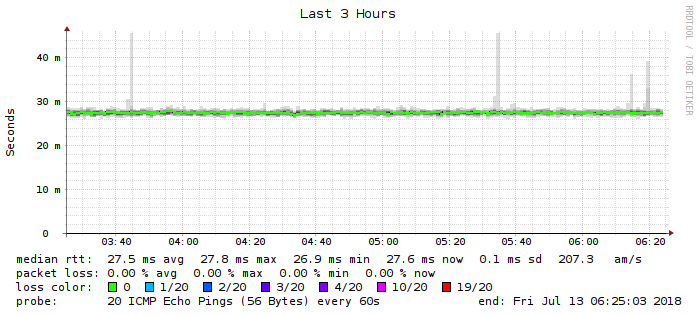 Last 3 Hours
RRDTOOL / TOBI OETIKER
Seconds
40 m
30 m
20 m
10 m
0
03:40 04:00 04:20 04:40 05:00 05:20 05:40 06:00 06:20
median rtt: 27.5 ms avg 27.8 ms max 26.9 ms min 27.6 ms now 0.1 ms sd 207.3 am/s
packet loss: 0.00 % avg 0.00 % max 0.00 % min 0.00 % now
loss color: 0 1/20 2/20 3/20 4/20 10/20 19/20
probe: 20 ICMP Echo Pings (56 Bytes) every 60s end: Fri Jul 13 06:25:03 2018